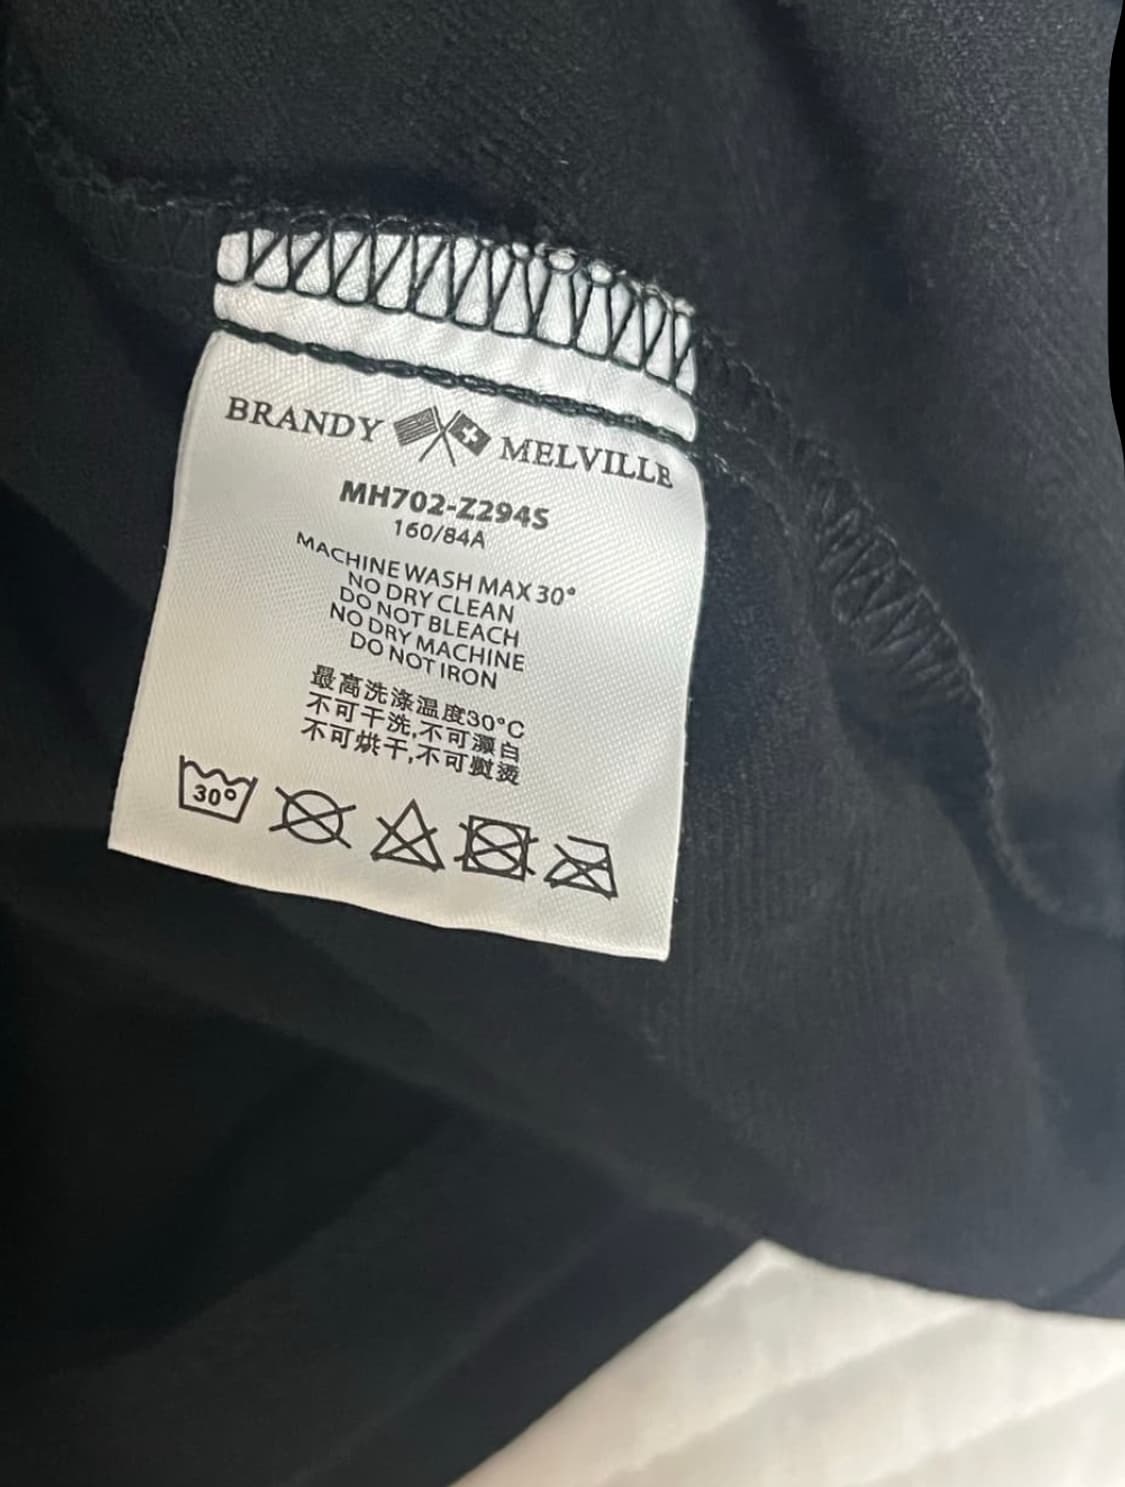 BRANDY MELVILLE
MH702-Z294S
160/84A
MACHINE WASH MAX 30°
NO DRY CLEAN
DO NOT BLEACH
NO DRY MACHINE
DO NOT IRON
最高洗涤温度30°C
不可干洗,不可漂白
不可烘干,不可熨烫
30°